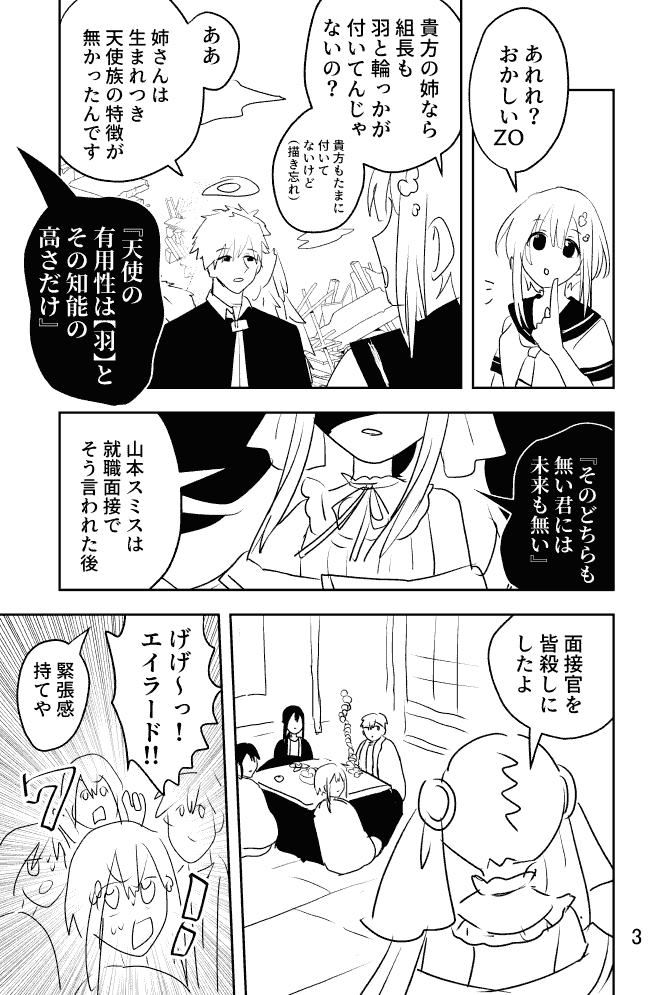 あれれ?
おかしい
ZO
貴方の姉なら
組長も
羽と輪っかが
付いてんじゃ
ないの?
貴方もたまに
付いて
ないけど
(描き忘れ)
ああ
姉さんは
生まれつき
天使族の特徴が
無かったんです
『天使の
有用性は【羽】と
その知能の
高さだけ』
『そのどちらも
無い君には
未来も無い』
山本スミスは
就職面接で
そう言われた後
面接官を
皆殺しに
したよ
げげ〜っ!
エイラード!!
緊張感
持てや
ワ
!!
3